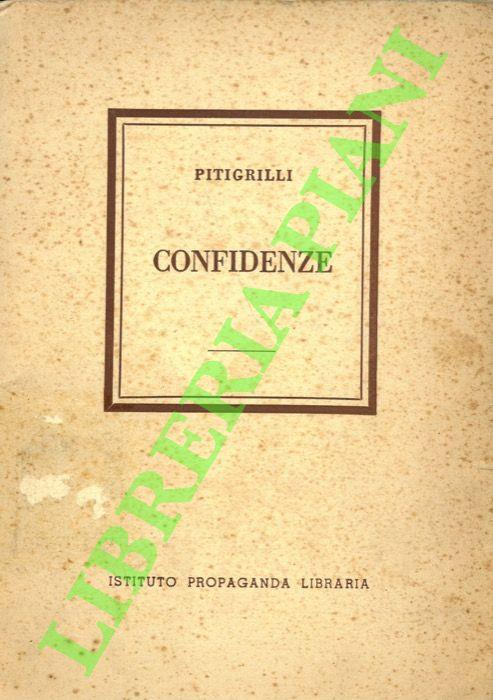 PITIGRILLI
CONFIDENZE
ISTITUTO PROPAGANDA LIBRARIA
LIBRERIA PIANI